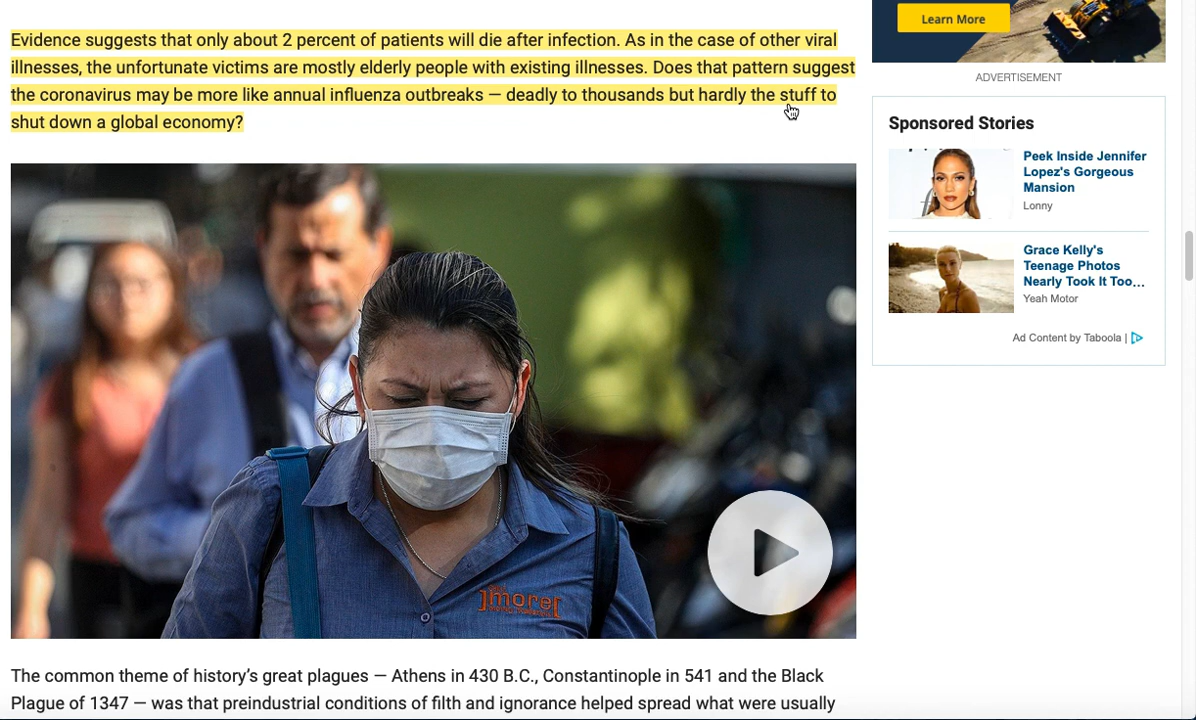 Evidence suggests that only about 2 percent of patients will die after infection. As in the case of other viral
illnesses, the unfortunate victims are mostly elderly people with existing illnesses. Does that pattern suggest
the coronavirus may be more like annual influenza outbreaks — deadly to thousands but hardly the stuff to
shut down a global economy?
]more[
The common theme of history's great plagues — Athens in 430 B.C., Constantinople in 541 and the Black
Plague of 1347 — was that preindustrial conditions of filth and ignorance helped spread what were usually
Learn More
ADVERTISEMENT
Sponsored Stories
Peek Inside Jennifer
Lopez's Gorgeous
Mansion
Lonny
Grace Kelly's
Teenage Photos
Nearly Took It Too...
Yeah Motor
Ad Content by Taboola |